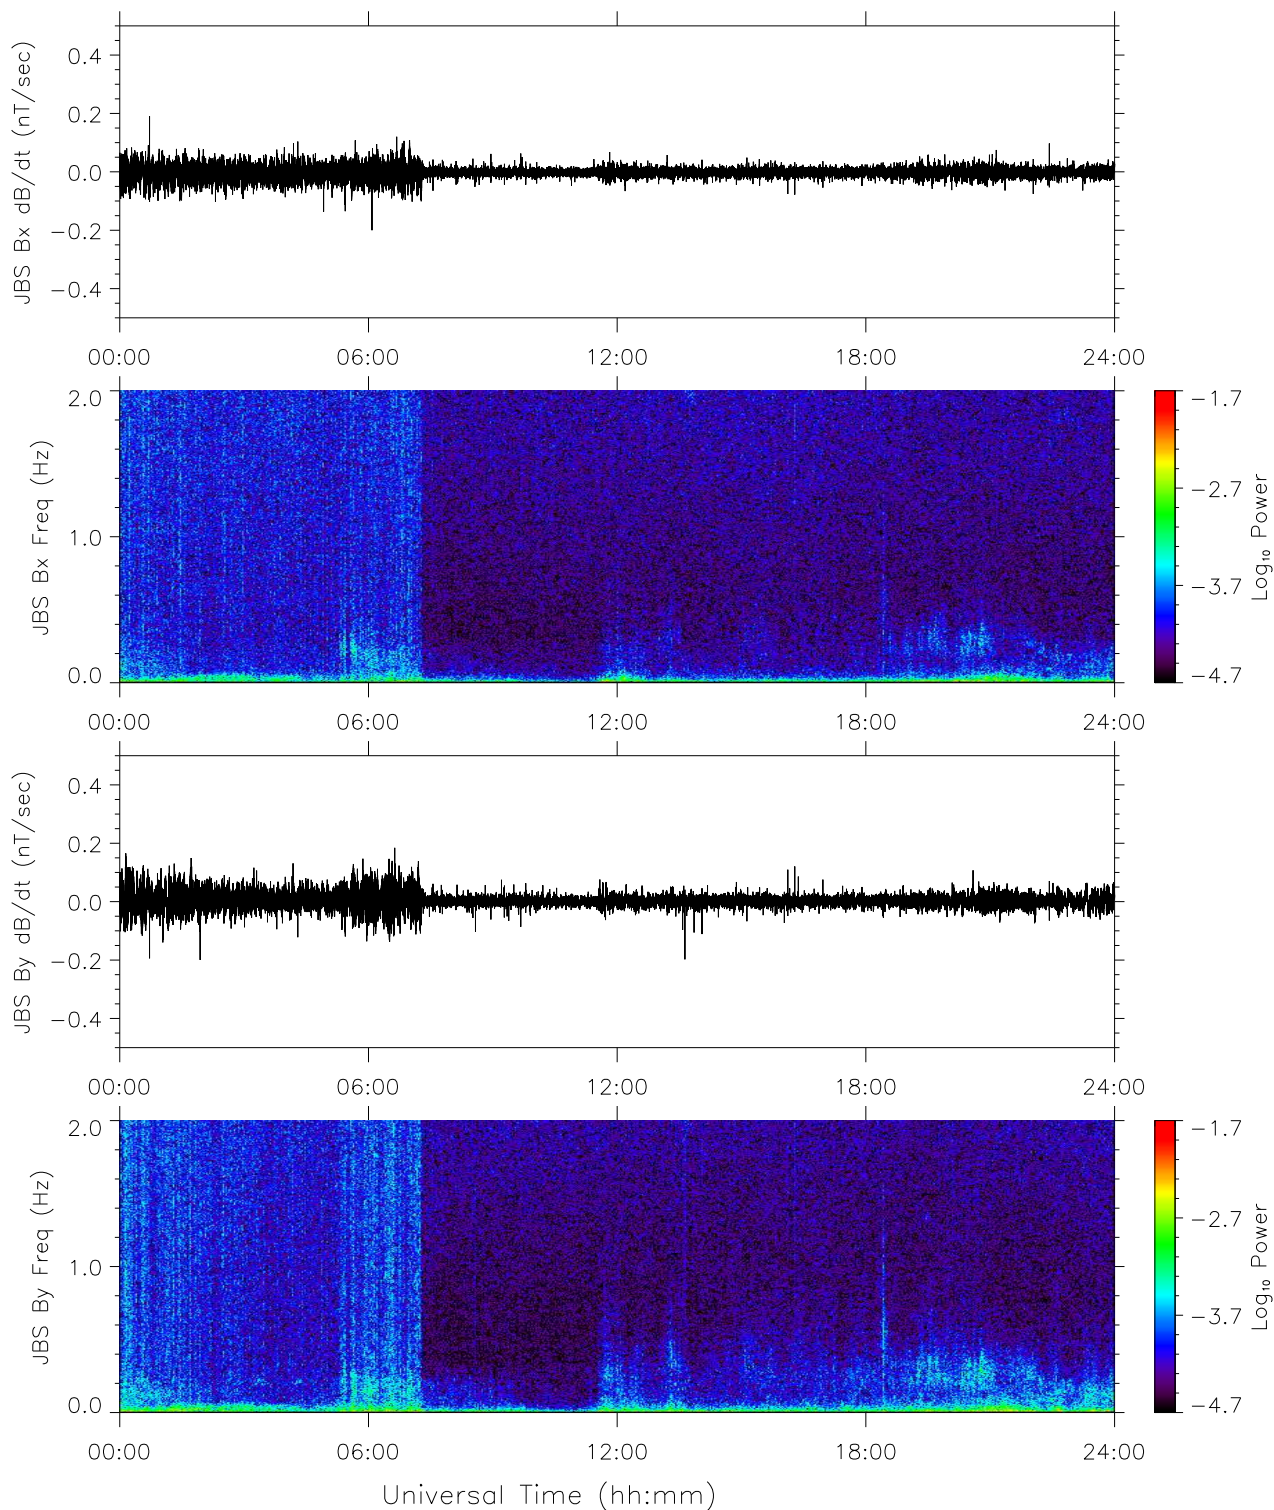 JBS Bx dB/dt (nT/sec)
0.4
0.2
0.0
−0.2
−0.4
00:00 06:00 12:00 18:00 24:00
JBS Bx Freq (Hz)
2.0
1.0
0.0
00:00 06:00 12:00 18:00 24:00
−1.7
−2.7
−3.7
−4.7
Log₁₀ Power
JBS By dB/dt (nT/sec)
0.4
0.2
0.0
−0.2
−0.4
00:00 06:00 12:00 18:00 24:00
JBS By Freq (Hz)
2.0
1.0
0.0
00:00 06:00 12:00 18:00 24:00
−1.7
−2.7
−3.7
−4.7
Log₁₀ Power
Universal Time (hh:mm)